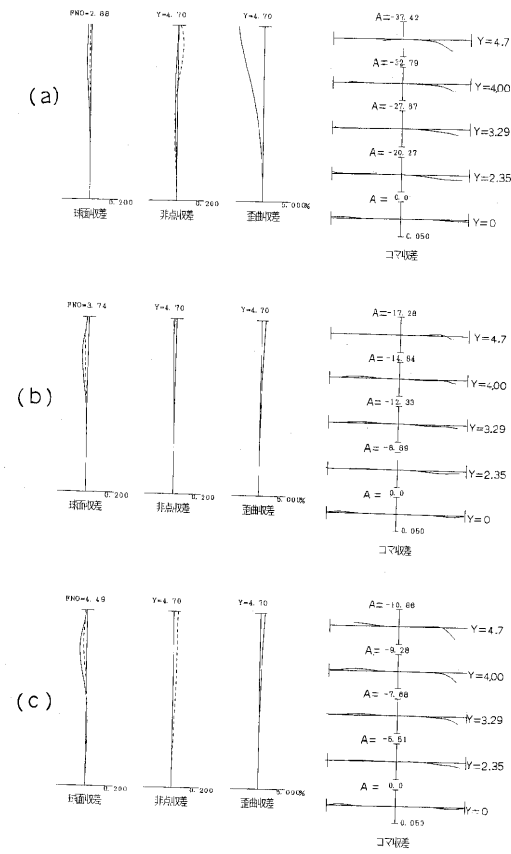 (a)
FNO=2.88
Y=4.70
Y=4.70
0.200
球面収差
0.200
非点収差
5.000%
歪曲収差
A=-37.42
Y=4.7
A=-32.79
Y=4.00
A=-27.87
Y=3.29
A=-20.27
Y=2.35
A= 0.0
Y=0
0.050
コマ収差
(b)
FNO=3.74
Y=4.70
Y=4.70
0.200
球面収差
0.200
非点収差
5.000%
歪曲収差
A=-17.28
Y=4.7
A=-14.84
Y=4.00
A=-12.33
Y=3.29
A= -8.89
Y=2.35
A= 0.0
Y=0
0.050
コマ収差
(c)
FNO=4.49
Y=4.70
Y=4.70
0.200
球面収差
0.200
非点収差
5.000%
歪曲収差
A=-10.86
Y=4.7
A=-9.28
Y=4.00
A=-7.68
Y=3.29
A= -5.51
Y=2.35
A= 0.0
Y=0
0.050
コマ収差